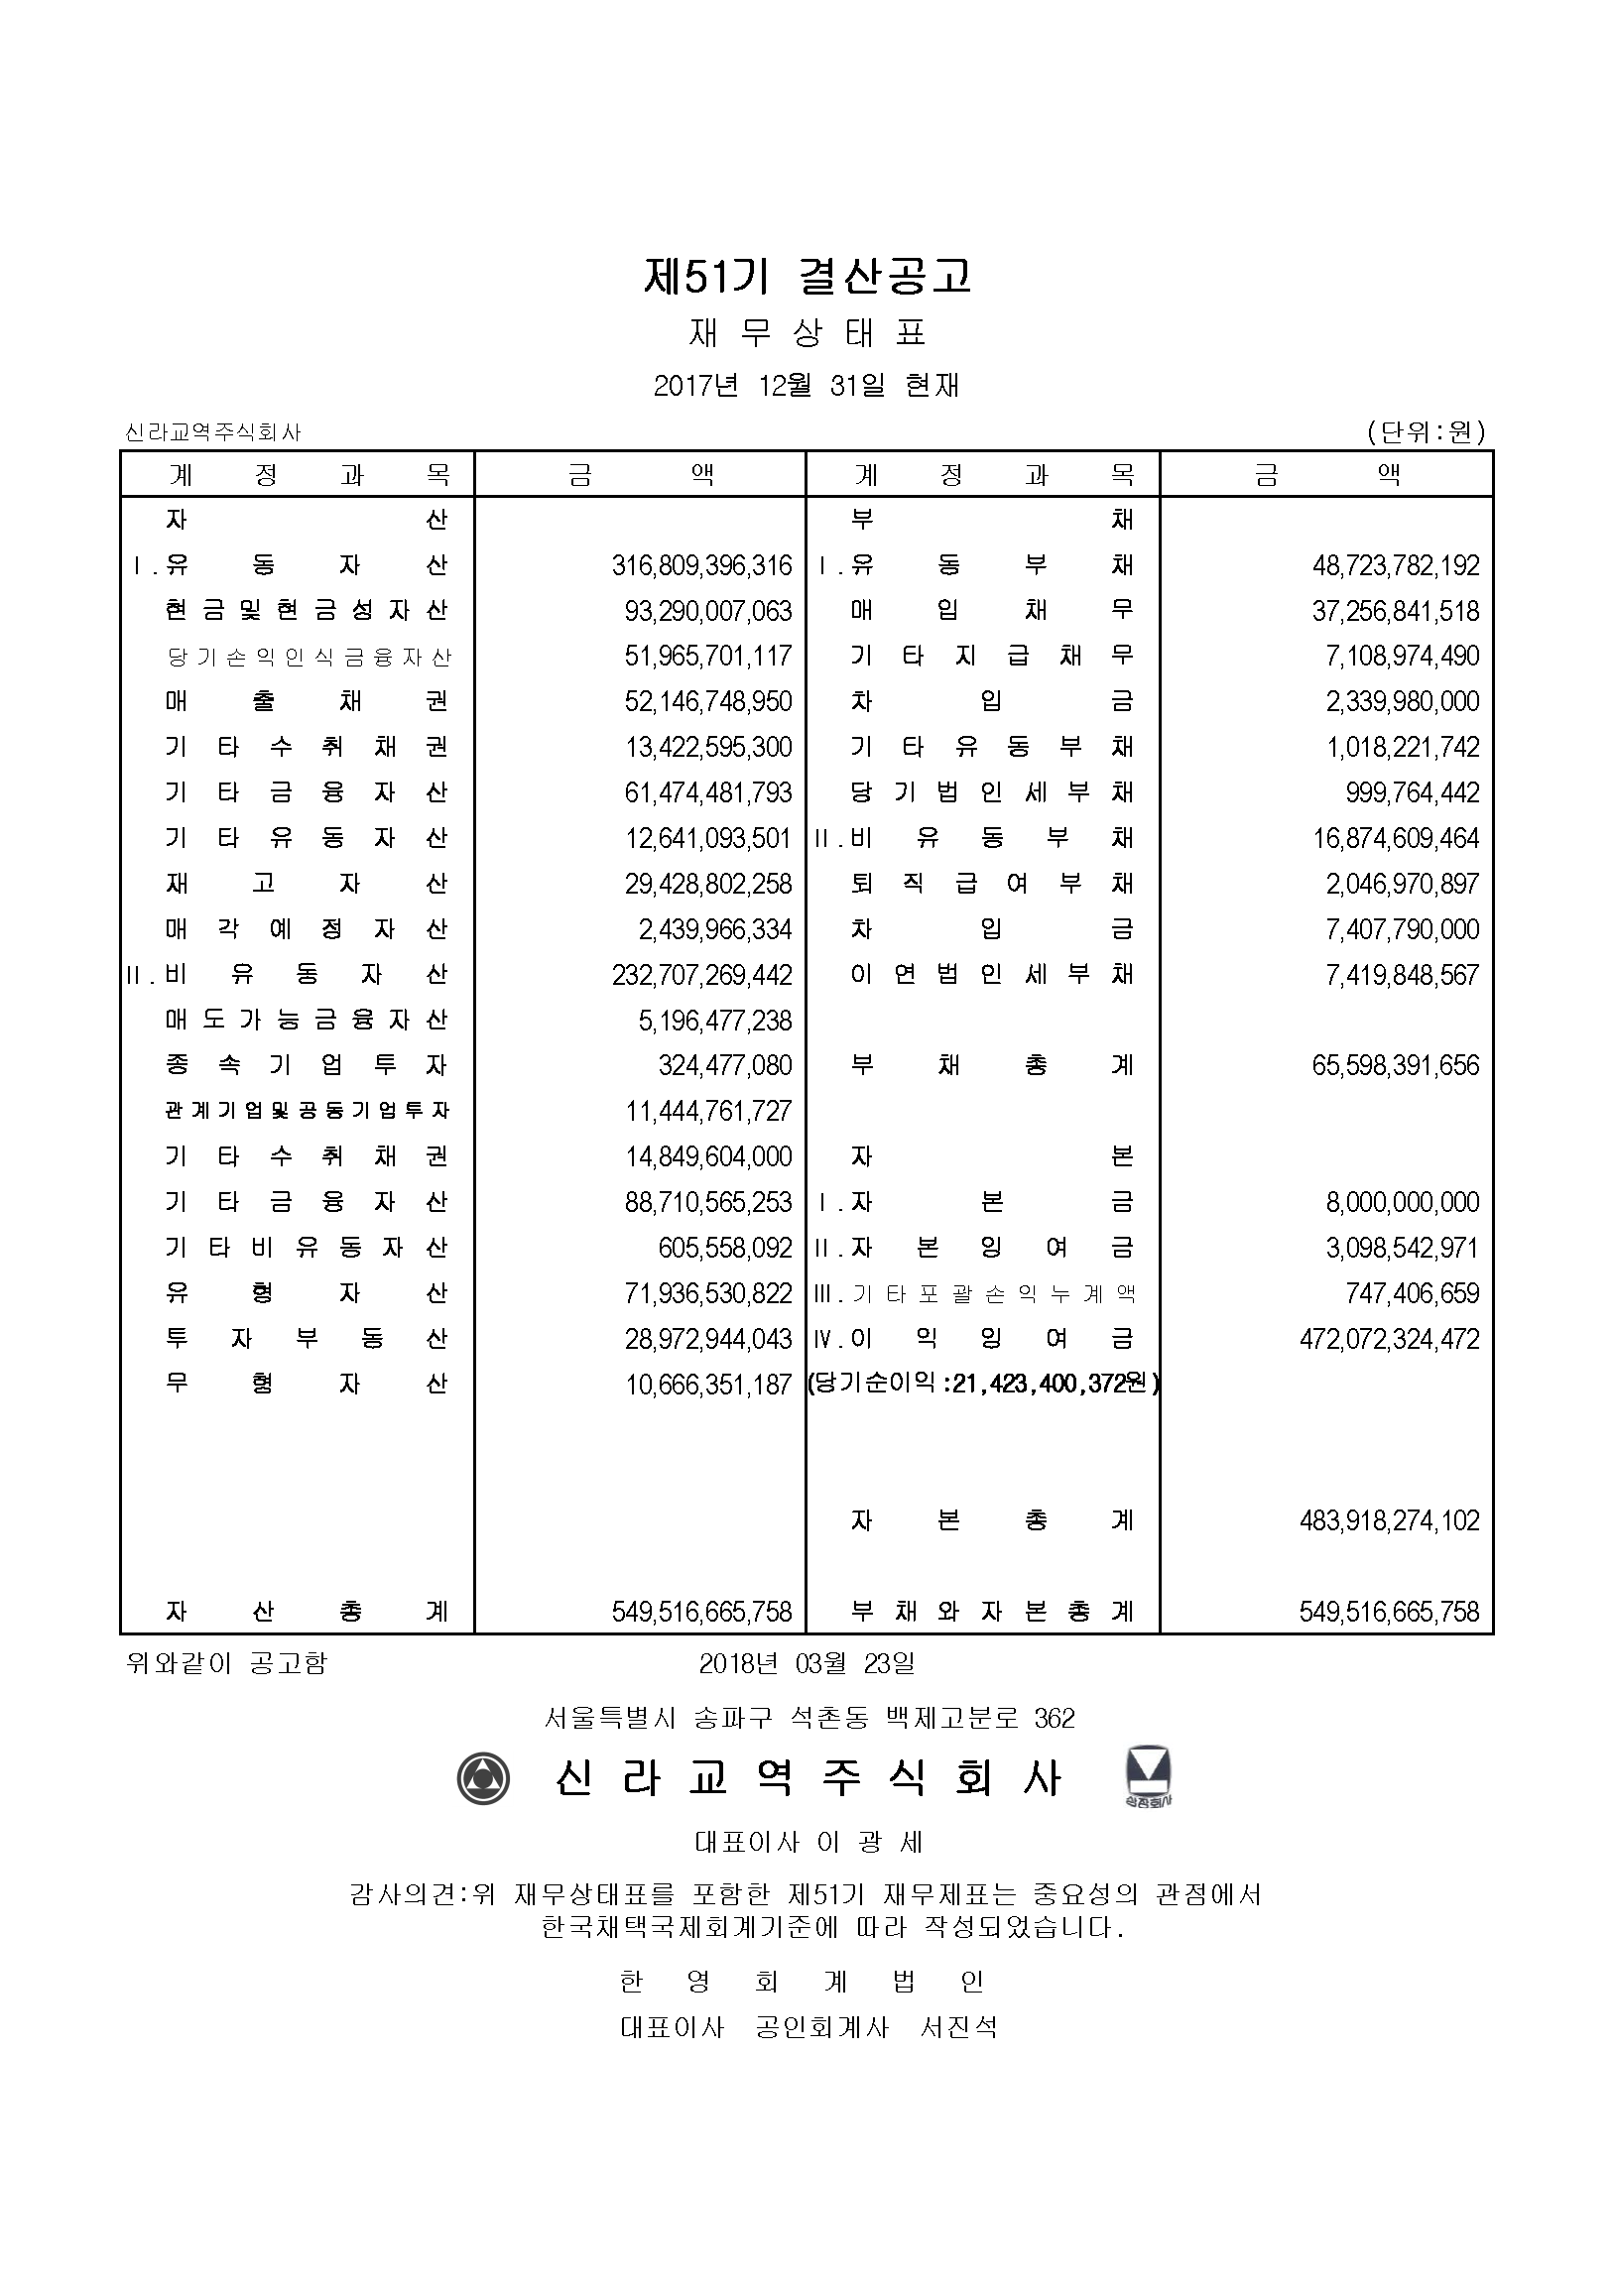 제51기 결산공고
재 무 상 태 표
2017년 12월 31일 현재
신라교역주식회사 (단위:원)
계 정 과 목 금 액 계 정 과 목 금 액
자 산 부 채
Ⅰ.유 동 자 산 316,809,396,316 Ⅰ.유 동 부 채 48,723,782,192
현금및현금성자산 93,290,007,063 매 입 채 무 37,256,841,518
당기손익인식금융자산 51,965,701,117 기 타 지 급 채 무 7,108,974,490
매 출 채 권 52,146,748,950 차 입 금 2,339,980,000
기 타 수 취 채 권 13,422,595,300 기 타 유 동 부 채 1,018,221,742
기 타 금 융 자 산 61,474,481,793 당 기 법 인 세 부 채 999,764,442
기 타 유 동 자 산 12,641,093,501 Ⅱ.비 유 동 부 채 16,874,609,464
재 고 자 산 29,428,802,258 퇴 직 급 여 부 채 2,046,970,897
매 각 예 정 자 산 2,439,966,334 차 입 금 7,407,790,000
Ⅱ.비 유 동 자 산 232,707,269,442 이 연 법 인 세 부 채 7,419,848,567
매도가능금융자산 5,196,477,238
종 속 기 업 투 자 324,477,080 부 채 총 계 65,598,391,656
관계기업및공동기업투자 11,444,761,727
기 타 수 취 채 권 14,849,604,000 자 본
기 타 금 융 자 산 88,710,565,253 Ⅰ.자 본 금 8,000,000,000
기 타 비 유 동 자 산 605,558,092 Ⅱ.자 본 잉 여 금 3,098,542,971
유 형 자 산 71,936,530,822 Ⅲ.기타포괄손익누계액 747,406,659
투 자 부 동 산 28,972,944,043 Ⅳ.이 익 잉 여 금 472,072,324,472
무 형 자 산 10,666,351,187 (당기순이익:21,423,400,372원)
자 본 총 계 483,918,274,102
자 산 총 계 549,516,665,758 부 채 와 자 본 총 계 549,516,665,758
위와같이 공고함 2018년 03월 23일
서울특별시 송파구 석촌동 백제고분로 362
신 라 교 역 주 식 회 사 상장회사
대표이사 이 광 세
감사의견:위 재무상태표를 포함한 제51기 재무제표는 중요성의 관점에서
한국채택국제회계기준에 따라 작성되었습니다.
한 영 회 계 법 인
대표이사 공인회계사 서진석